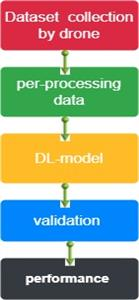 Dataset collection
by drone
per-processing
data
DL-model
validation
performance